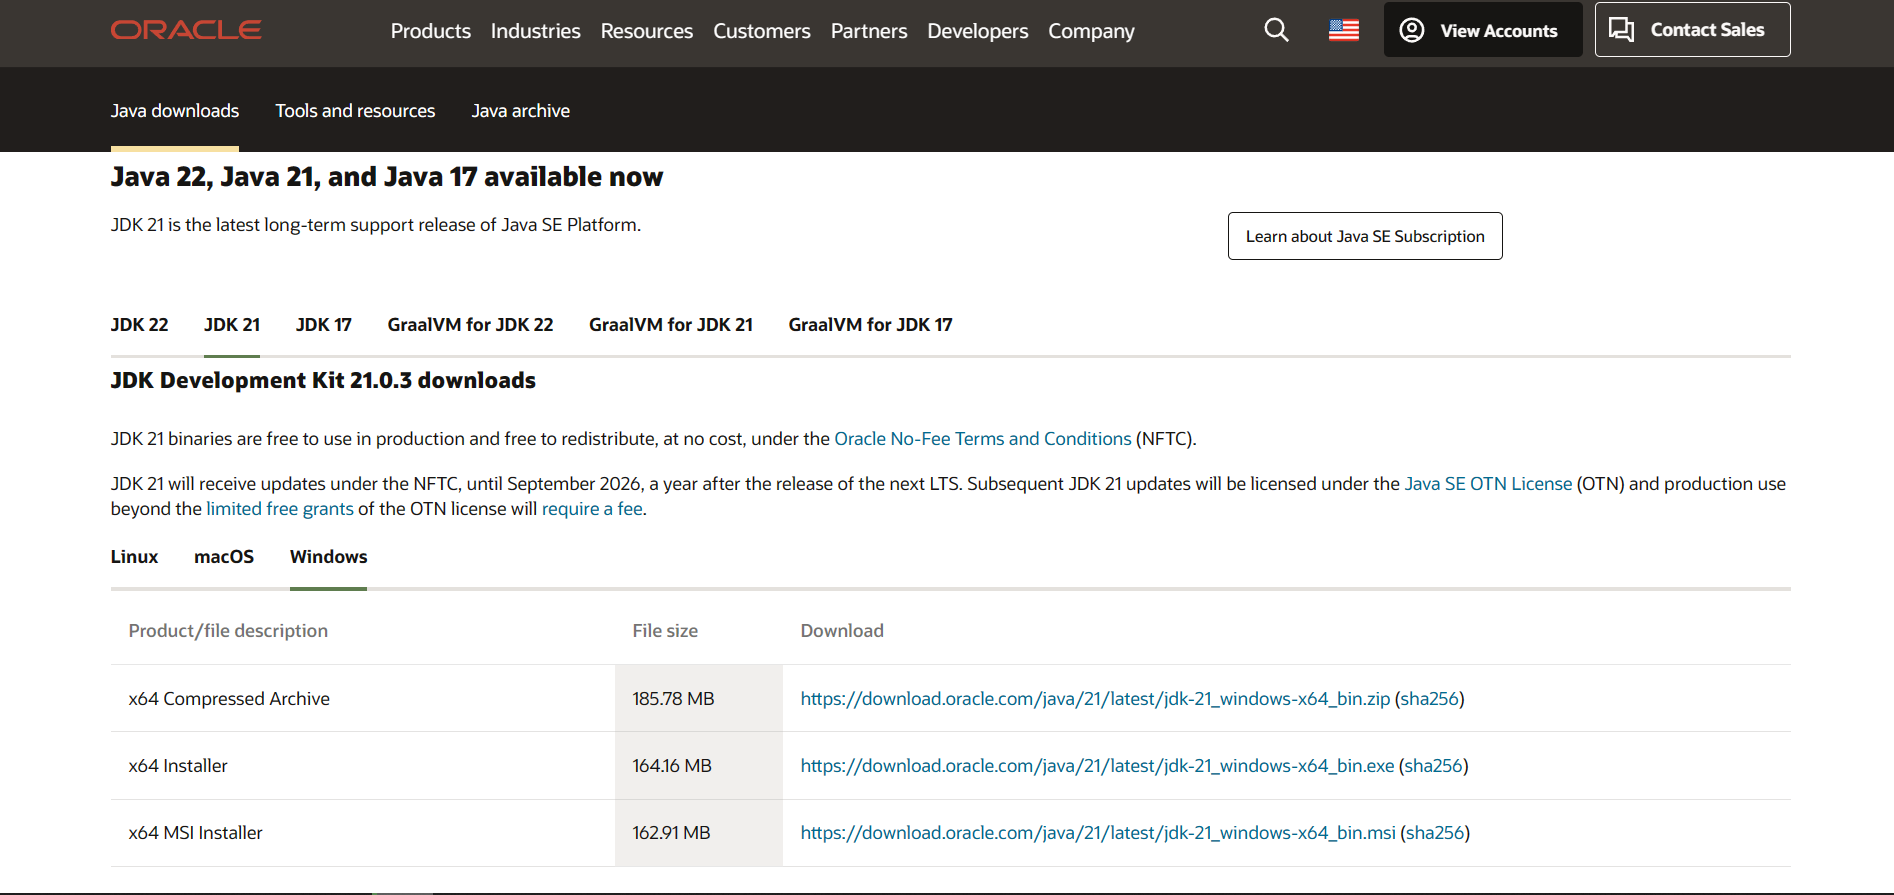 ORACLE
Products Industries Resources Customers Partners Developers Company
View Accounts
Contact Sales
Java downloads Tools and resources Java archive
Java 22, Java 21, and Java 17 available now
JDK 21 is the latest long-term support release of Java SE Platform.
Learn about Java SE Subscription
JDK 22 JDK 21 JDK 17 GraalVM for JDK 22 GraalVM for JDK 21 GraalVM for JDK 17
JDK Development Kit 21.0.3 downloads
JDK 21 binaries are free to use in production and free to redistribute, at no cost, under the Oracle No-Fee Terms and Conditions (NFTC).
JDK 21 will receive updates under the NFTC, until September 2026, a year after the release of the next LTS. Subsequent JDK 21 updates will be licensed under the Java SE OTN License (OTN) and production use
beyond the limited free grants of the OTN license will require a fee.
Linux macOS Windows
Product/file description File size Download
x64 Compressed Archive 185.78 MB https://download.oracle.com/java/21/latest/jdk-21_windows-x64_bin.zip (sha256)
x64 Installer 164.16 MB https://download.oracle.com/java/21/latest/jdk-21_windows-x64_bin.exe (sha256)
x64 MSI Installer 162.91 MB https://download.oracle.com/java/21/latest/jdk-21_windows-x64_bin.msi (sha256)